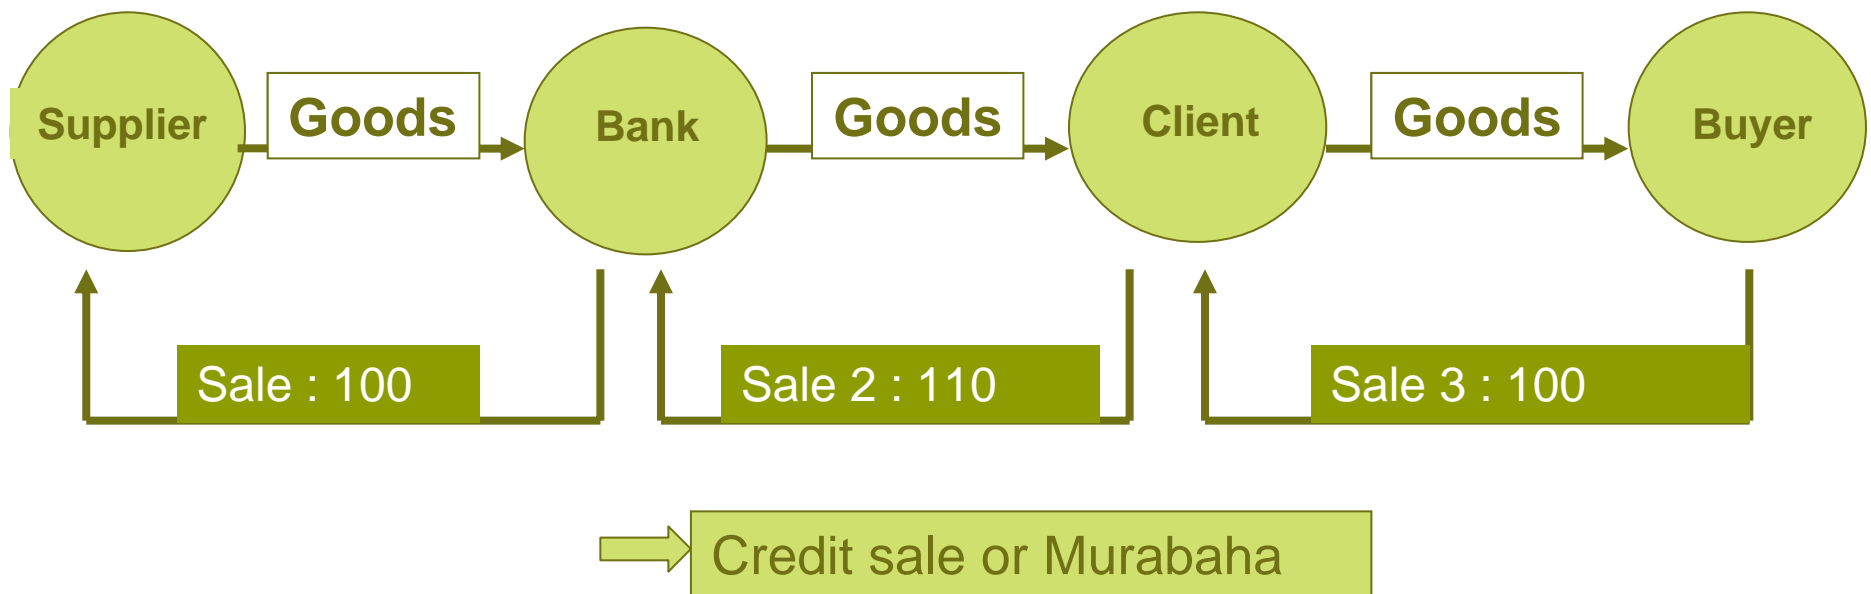 Supplier
Goods
Bank
Goods
Client
Goods
Buyer
Sale : 100
Sale 2 : 110
Sale 3 : 100
Credit sale or Murabaha